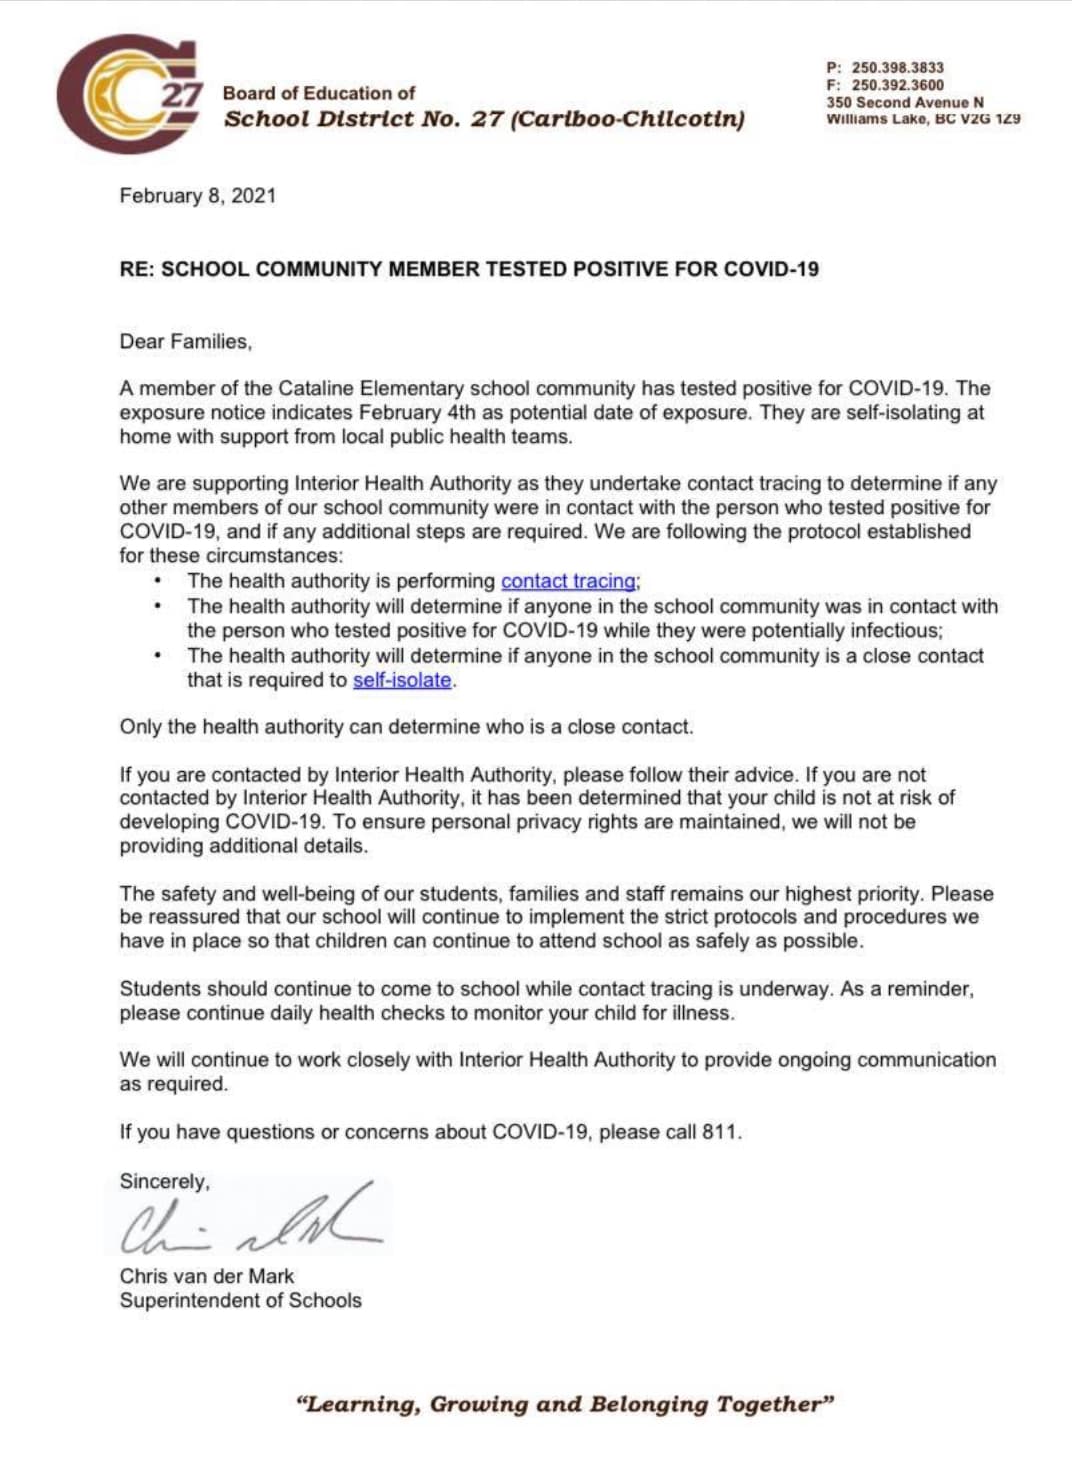 27
Board of Education of
School District No. 27 (Cariboo-Chilcotin)
P: 250.398.3833
F: 250.392.3600
350 Second Avenue N
Williams Lake, BC V2G 1Z9
February 8, 2021
RE: SCHOOL COMMUNITY MEMBER TESTED POSITIVE FOR COVID-19
Dear Families,
A member of the Cataline Elementary school community has tested positive for COVID-19. The
exposure notice indicates February 4th as potential date of exposure. They are self-isolating at
home with support from local public health teams.
We are supporting Interior Health Authority as they undertake contact tracing to determine if any
other members of our school community were in contact with the person who tested positive for
COVID-19, and if any additional steps are required. We are following the protocol established
for these circumstances:
• The health authority is performing contact tracing;
• The health authority will determine if anyone in the school community was in contact with
the person who tested positive for COVID-19 while they were potentially infectious;
• The health authority will determine if anyone in the school community is a close contact
that is required to self-isolate.
Only the health authority can determine who is a close contact.
If you are contacted by Interior Health Authority, please follow their advice. If you are not
contacted by Interior Health Authority, it has been determined that your child is not at risk of
developing COVID-19. To ensure personal privacy rights are maintained, we will not be
providing additional details.
The safety and well-being of our students, families and staff remains our highest priority. Please
be reassured that our school will continue to implement the strict protocols and procedures we
have in place so that children can continue to attend school as safely as possible.
Students should continue to come to school while contact tracing is underway. As a reminder,
please continue daily health checks to monitor your child for illness.
We will continue to work closely with Interior Health Authority to provide ongoing communication
as required.
If you have questions or concerns about COVID-19, please call 811.
Sincerely,
Chris van der Mark
Superintendent of Schools
“Learning, Growing and Belonging Together”